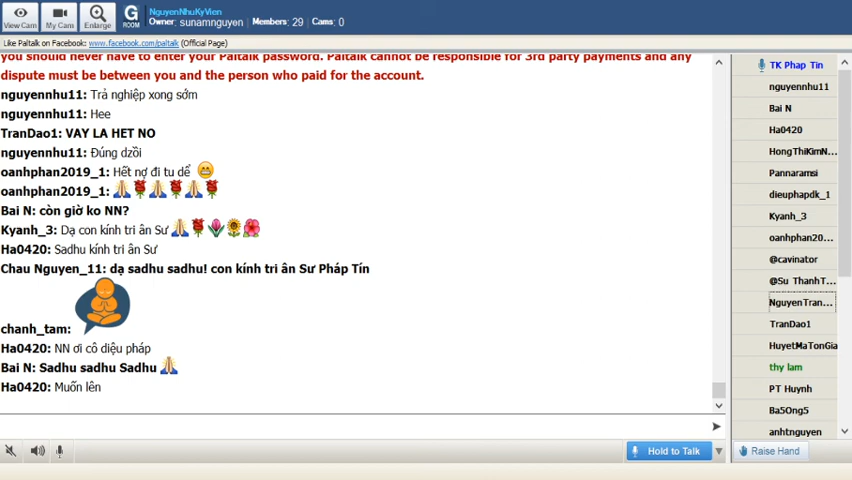 View Cam
My Cam
Enlarge
G
ROOM
NguyenNhuKyVien
Owner: sunamnguyen Members: 29 Cams: 0
Like Paltalk on Facebook: www.facebook.com/paltalk (Official Page)
you should never have to enter your Paltalk password. Paltalk cannot be responsible for 3rd party payments and any
dispute must be between you and the person who paid for the account.
nguyennhu11: Trả nghiệp xong sớm
nguyennhu11: Hee
TranDao1: VAY LA HET NO
nguyennhu11: Đúng dzồi
oanhphan2019_1: Hết nợ đi tu dể
oanhphan2019_1:
Bai N: còn giờ ko NN?
Kyanh_3: Dạ con kính tri ân Sư
Ha0420: Sadhu kính tri ân Sư
Chau Nguyen_11: dạ sadhu sadhu! con kính tri ân Sư Pháp Tín
chanh_tam:
Ha0420: NN ơi cô diệu pháp
Bai N: Sadhu sadhu Sadhu
Ha0420: Muốn lên
Hold to Talk
TK Phap Tin
nguyennhu11
Bai N
Ha0420
HongThiKimN...
Pannaramsi
dieuphapdk_1
Kyanh_3
oanhphan20...
@cavinator
@Su ThanhT...
NguyenTran...
TranDao1
HuyetMaTonGia
thy lam
PT Huynh
Ba5Ong5
anhtnguyen
Raise Hand